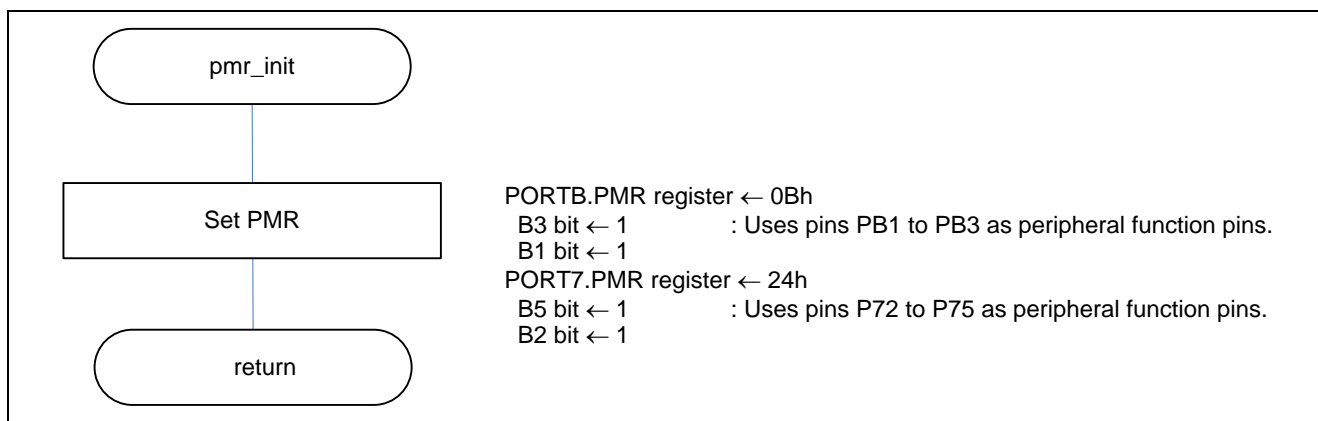 pmr_init
Set PMR
PORTB.PMR register ← 0Bh
B3 bit ← 1 : Uses pins PB1 to PB3 as peripheral function pins.
B1 bit ← 1
PORT7.PMR register ← 24h
B5 bit ← 1 : Uses pins P72 to P75 as peripheral function pins.
B2 bit ← 1
return